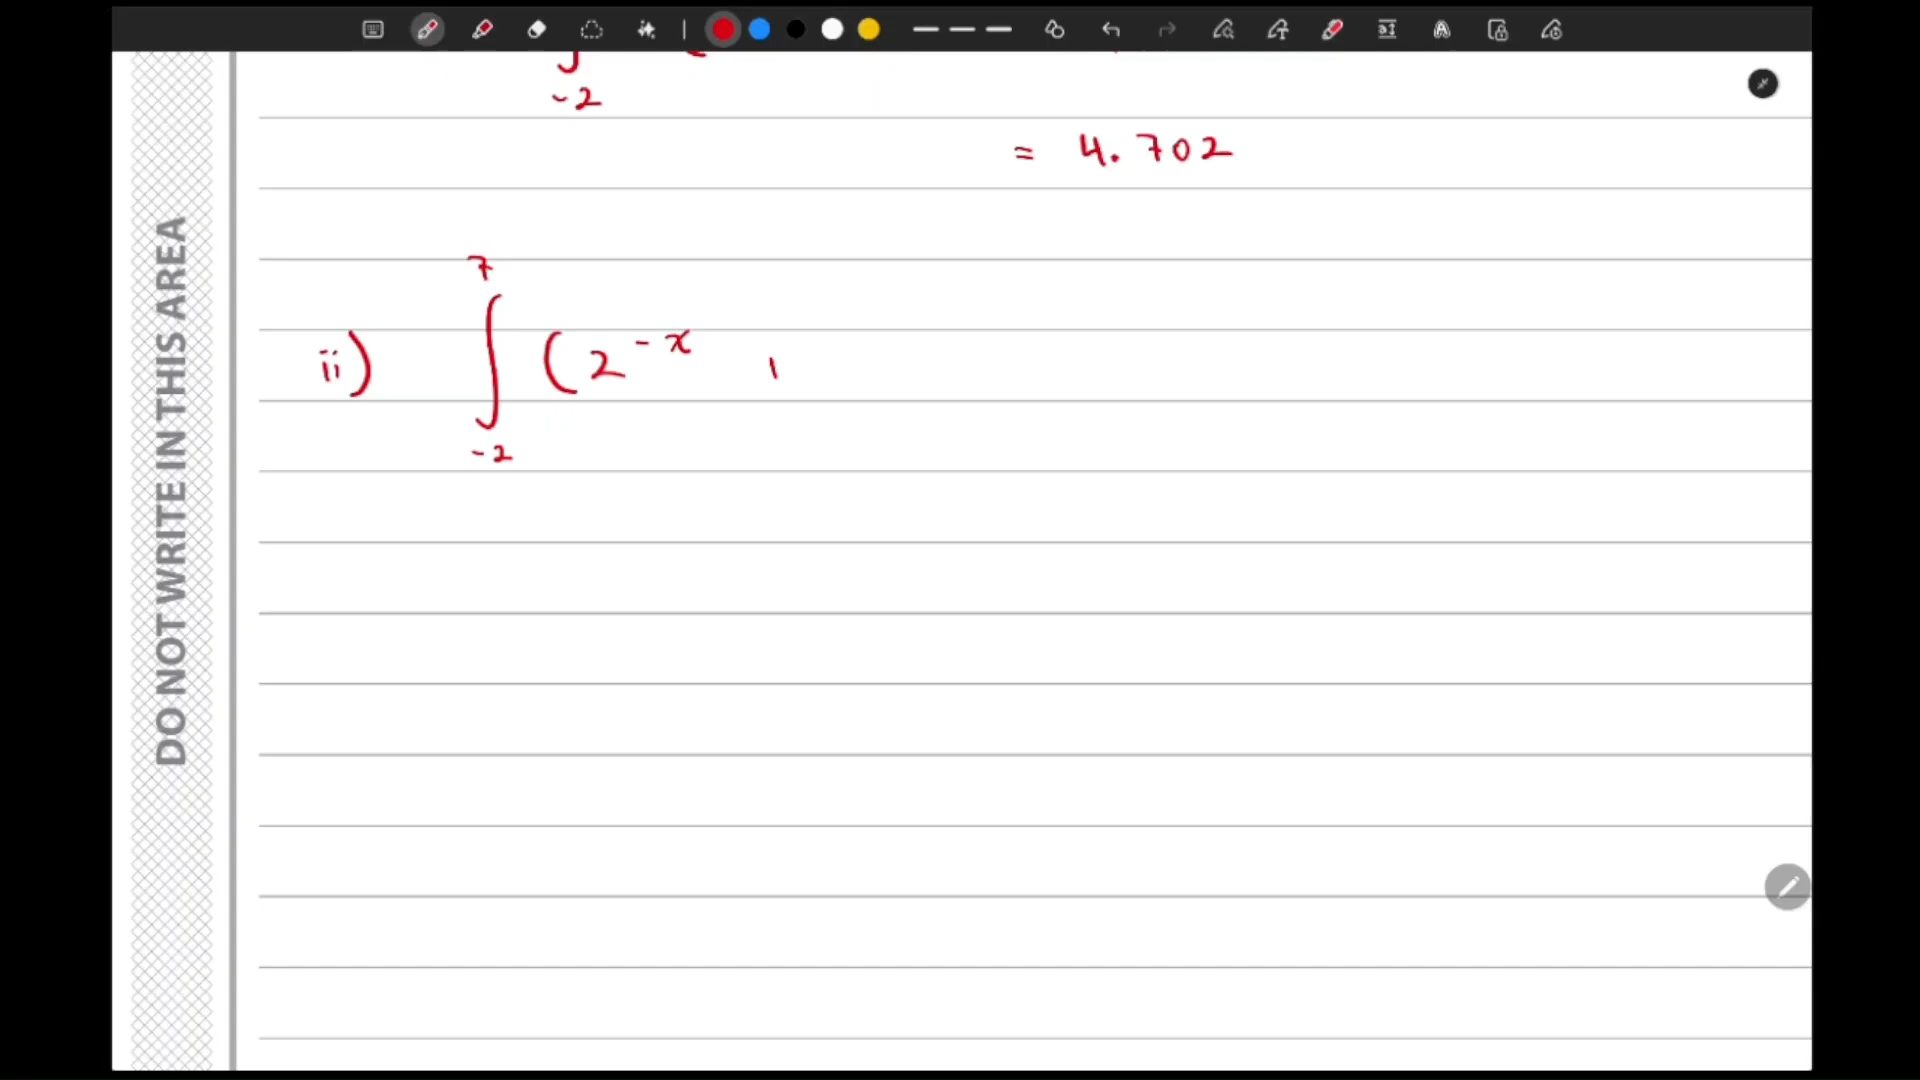 -2
= 4.702
7
ii) ∫ (2^-x
-2
DO NOT WRITE IN THIS AREA